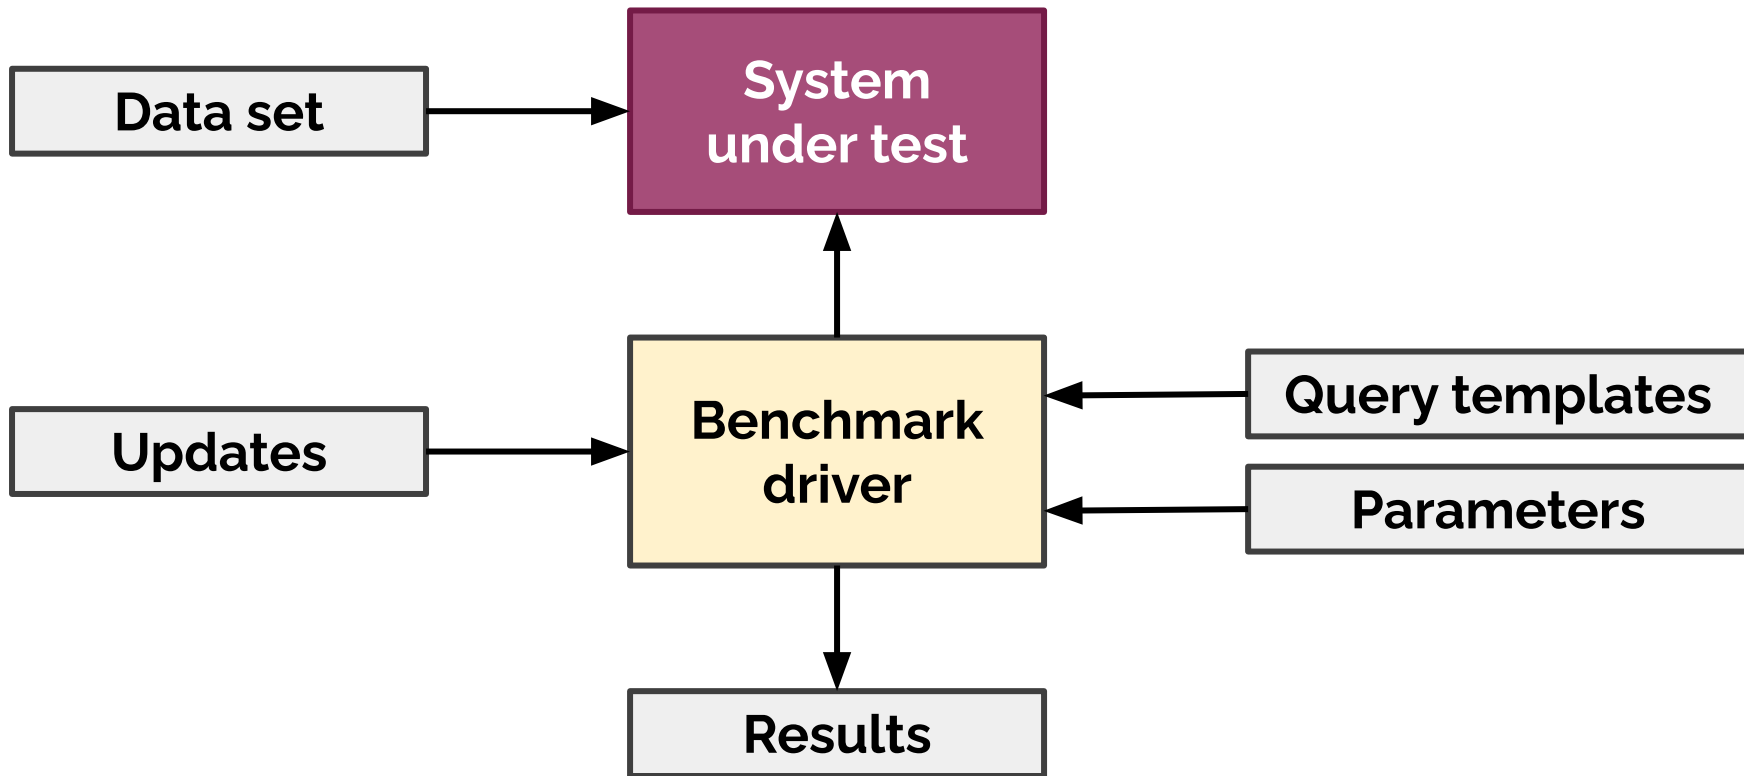 System
under test
Data set
Benchmark
driver
Updates
Query templates
Parameters
Results